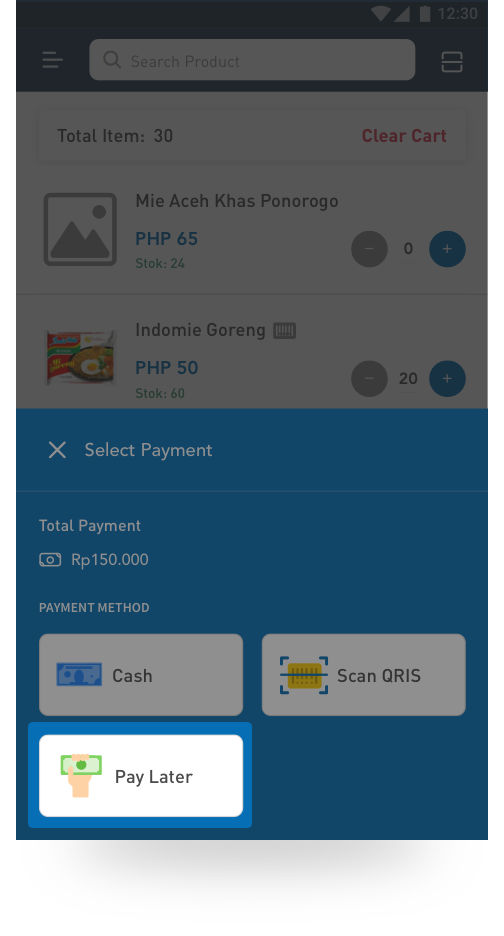 12:30
Search Product
Total Item: 30
Clear Cart
Mie Aceh Khas Ponorogo
PHP 65
Stok: 24
0
Indomie Goreng
PHP 50
Stok: 60
20
Select Payment
Total Payment
Rp150.000
PAYMENT METHOD
Cash
Scan QRIS
Pay Later